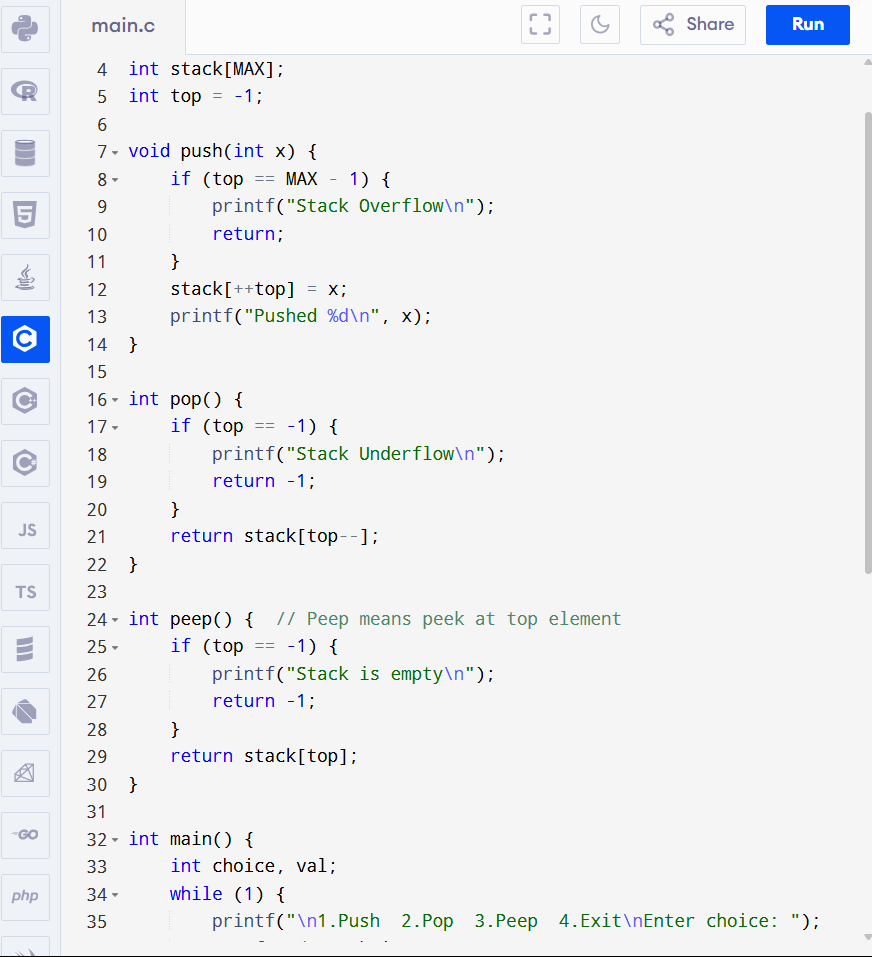 main.c
Share
Run
4 int stack[MAX];
5 int top = -1;
6
7 void push(int x) {
8     if (top == MAX - 1) {
9         printf("Stack Overflow\n");
10         return;
11     }
12     stack[++top] = x;
13     printf("Pushed %d\n", x);
14 }
15
16 int pop() {
17     if (top == -1) {
18         printf("Stack Underflow\n");
19         return -1;
20     }
21     return stack[top--];
22 }
23
24 int peep() {  // Peep means peek at top element
25     if (top == -1) {
26         printf("Stack is empty\n");
27         return -1;
28     }
29     return stack[top];
30 }
31
32 int main() {
33     int choice, val;
34     while (1) {
35         printf("\n1.Push  2.Pop  3.Peep  4.Exit\nEnter choice: ");
R
5
C
C++
C
JS
TS
GO
php